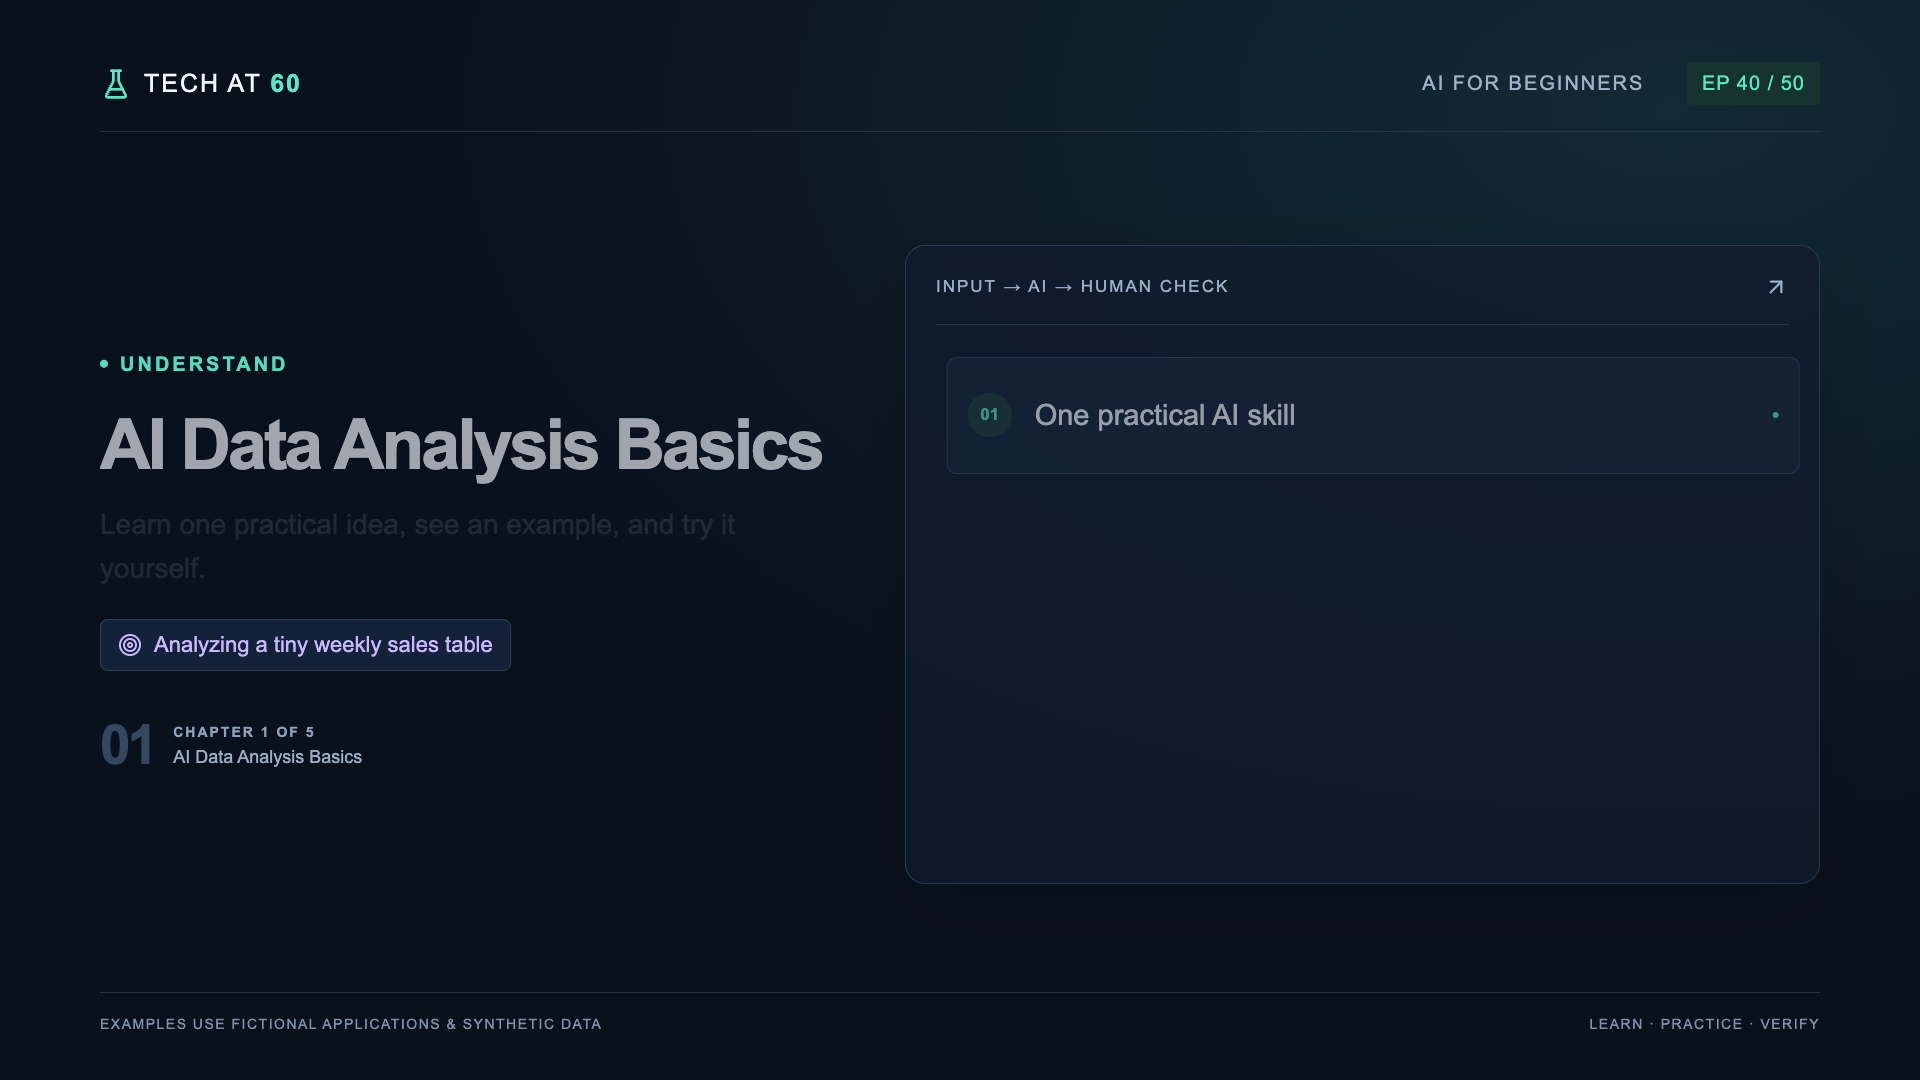 TECH AT 60
AI FOR BEGINNERS
EP 40 / 50
UNDERSTAND
AI Data Analysis Basics
Learn one practical idea, see an example, and try it
yourself.
Analyzing a tiny weekly sales table
01
CHAPTER 1 OF 5
AI Data Analysis Basics
INPUT → AI → HUMAN CHECK
01
One practical AI skill
EXAMPLES USE FICTIONAL APPLICATIONS & SYNTHETIC DATA
LEARN · PRACTICE · VERIFY